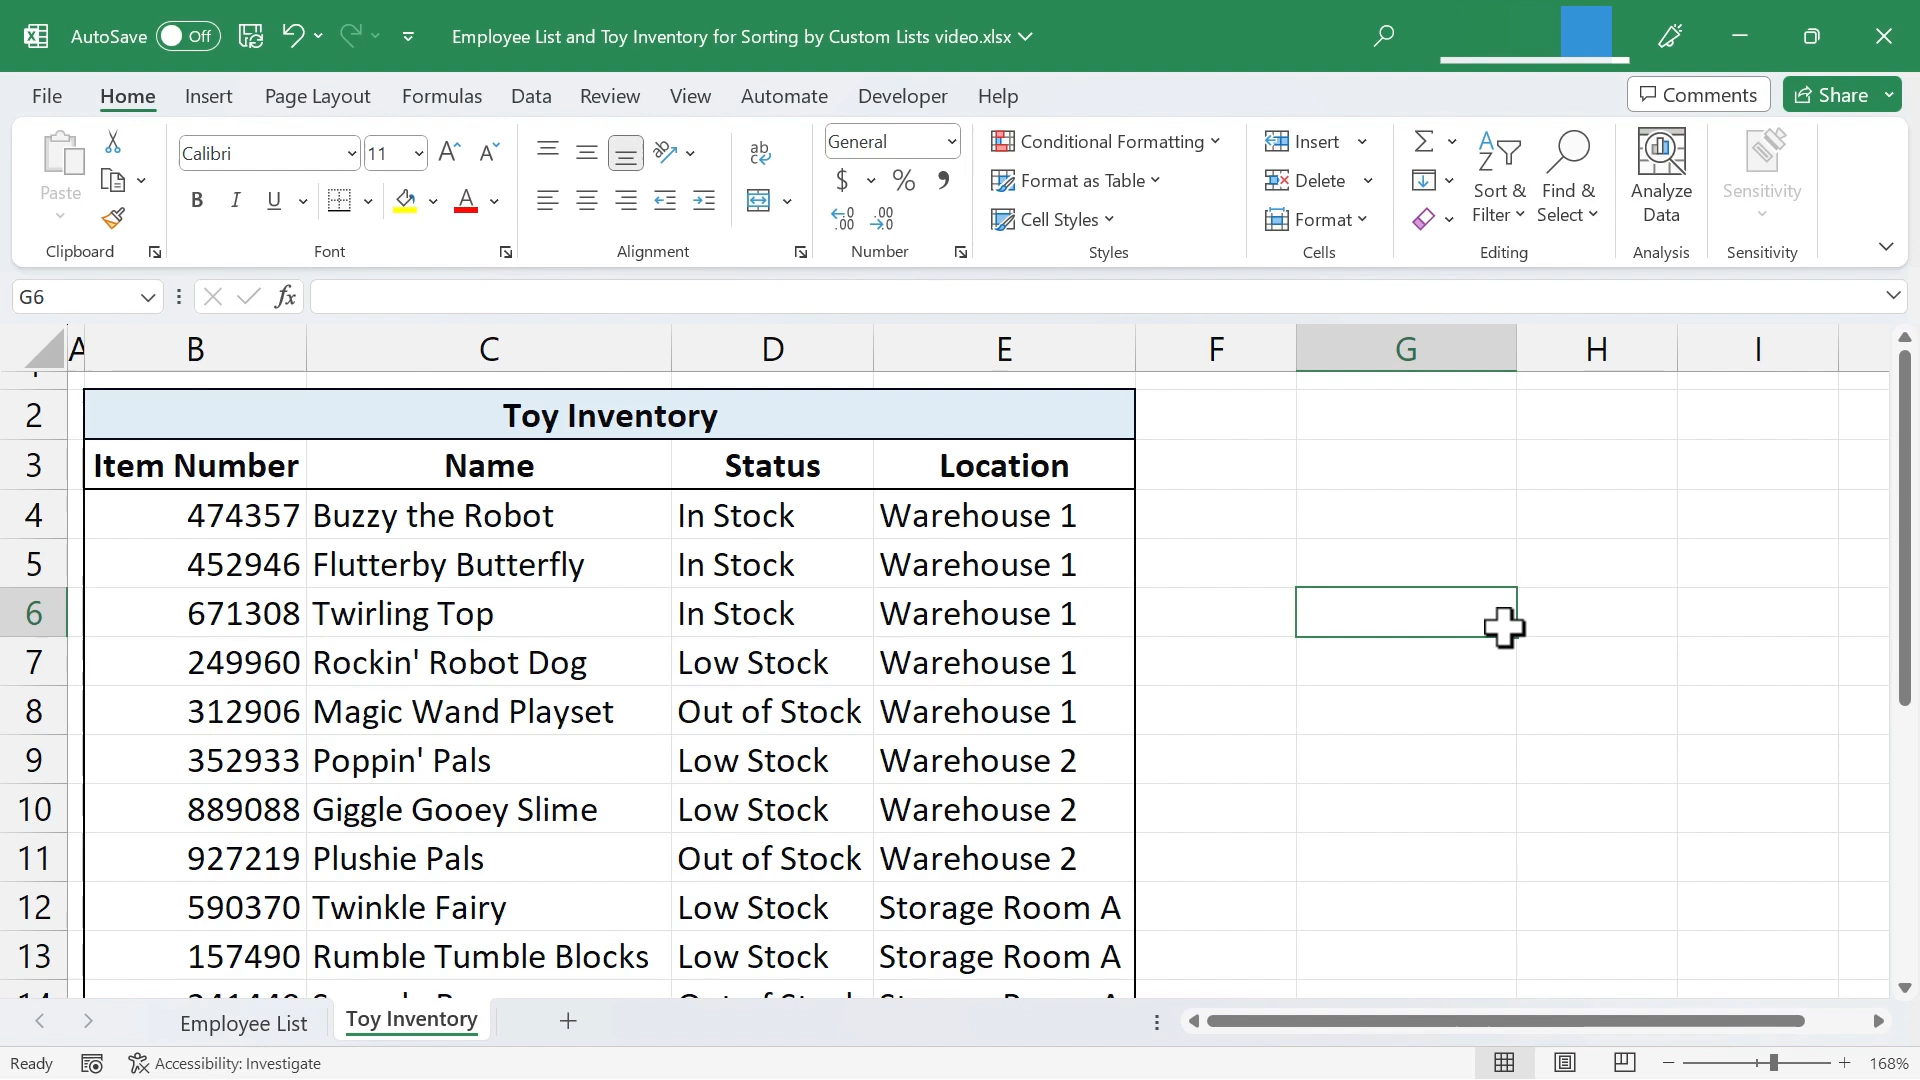 AutoSave Off Employee List and Toy Inventory for Sorting by Custom Lists video.xlsx
File Home Insert Page Layout Formulas Data Review View Automate Developer Help Comments Share
Paste
Calibri 11
B I U A
ab
General
$ % 9
Conditional Formatting
Format as Table
Cell Styles
Insert
Delete
Format
Sort & Filter
Find & Select
Analyze Data
Sensitivity
Clipboard Font Alignment Number Styles Cells Editing Analysis Sensitivity
G6 fx
A B C D E F G H I
2 Toy Inventory
3 Item Number Name Status Location
4 474357 Buzzy the Robot In Stock Warehouse 1
5 452946 Flutterby Butterfly In Stock Warehouse 1
6 671308 Twirling Top In Stock Warehouse 1
7 249960 Rockin' Robot Dog Low Stock Warehouse 1
8 312906 Magic Wand Playset Out of Stock Warehouse 1
9 352933 Poppin' Pals Low Stock Warehouse 2
10 889088 Giggle Gooey Slime Low Stock Warehouse 2
11 927219 Plushie Pals Out of Stock Warehouse 2
12 590370 Twinkle Fairy Low Stock Storage Room A
13 157490 Rumble Tumble Blocks Low Stock Storage Room A
Employee List Toy Inventory
Ready Accessibility: Investigate 168%